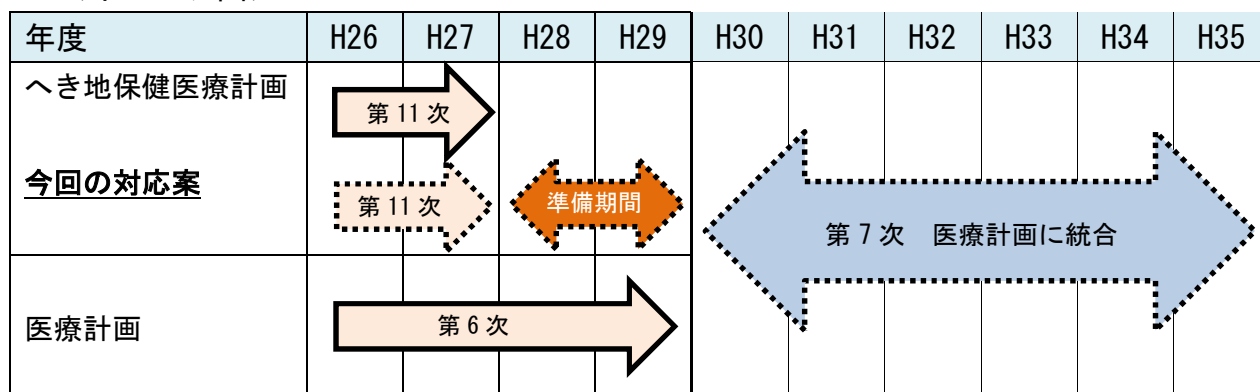 年度 H26 H27 H28 H29 H30 H31 H32 H33 H34 H35
へき地保健医療計画
第 11 次
今回の対応案
第 11 次
準備期間
第 7 次　医療計画に統合
医療計画
第 6 次